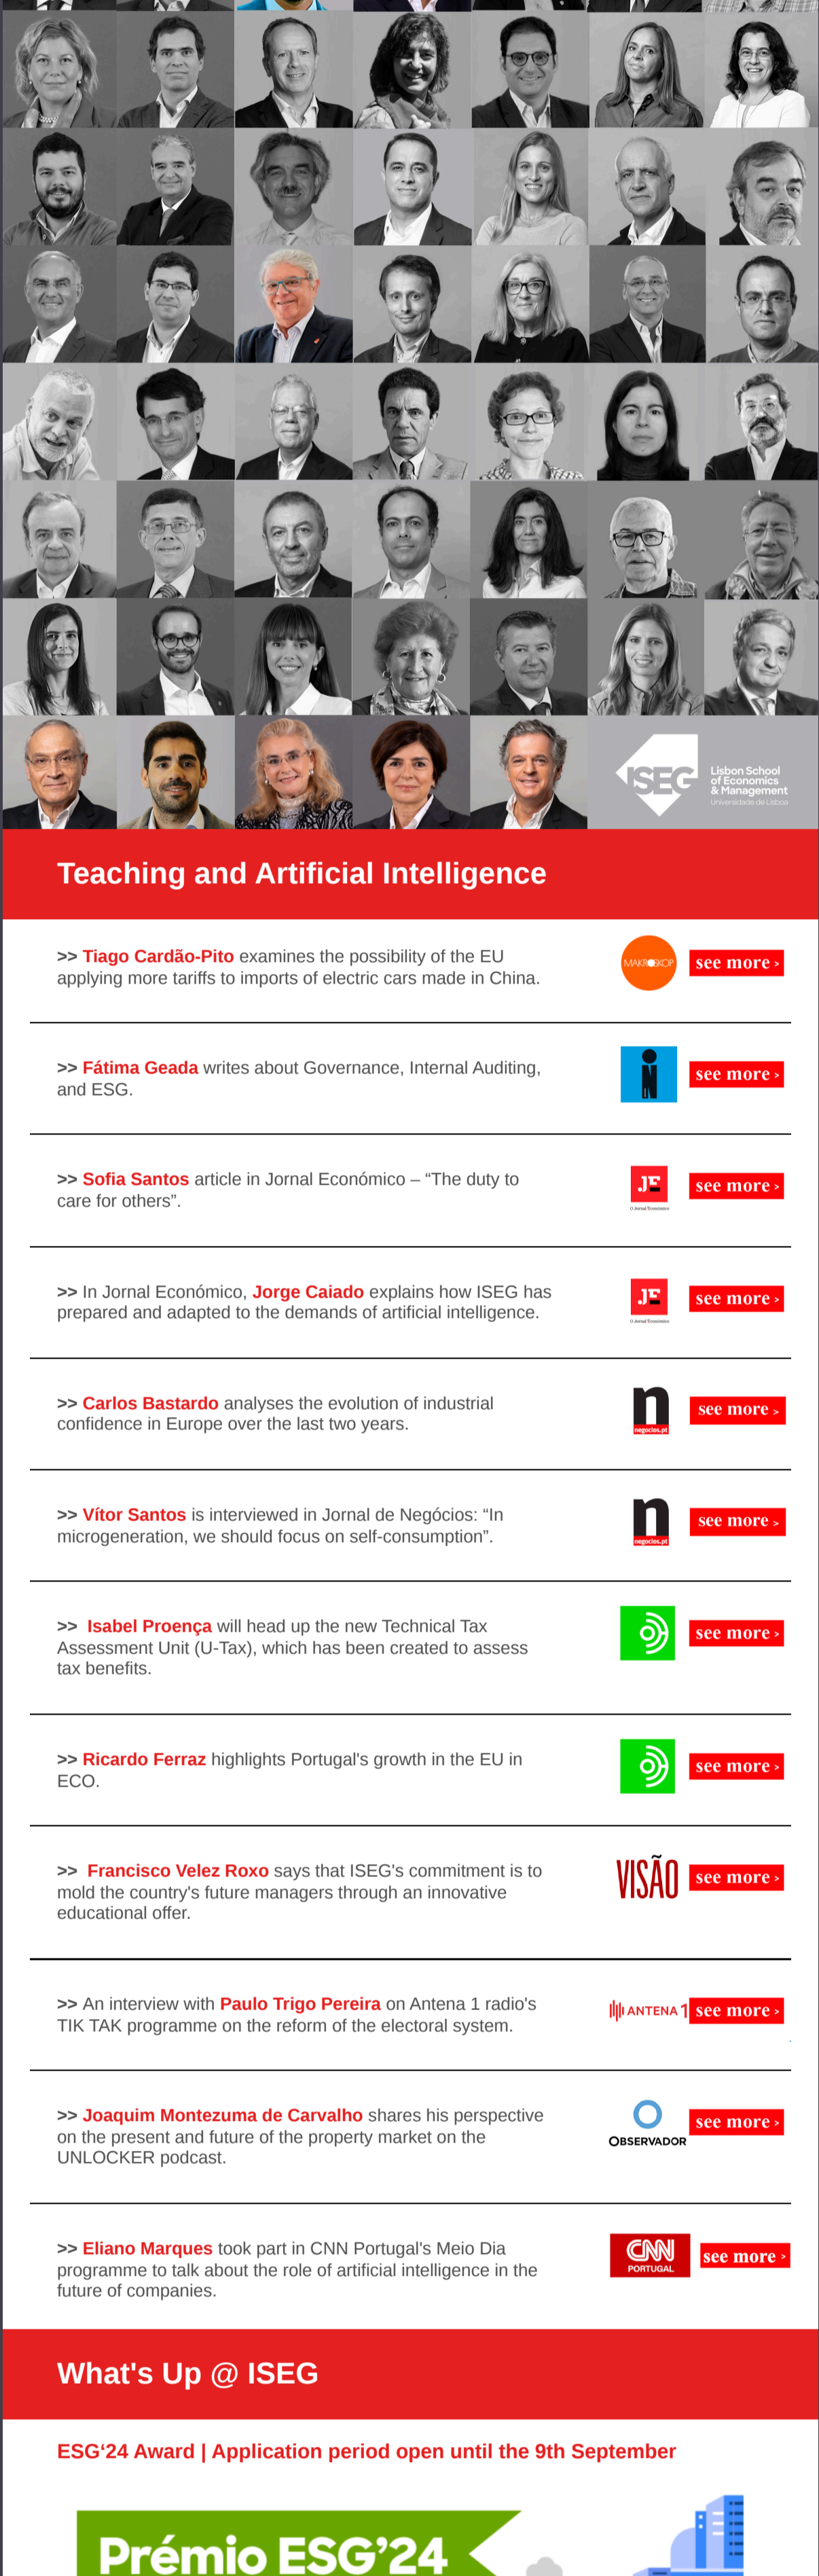 ISEG
Lisbon School
of Economics
& Management
Universidade de Lisboa
Teaching and Artificial Intelligence
>> Tiago Cardão-Pito examines the possibility of the EU
applying more tariffs to imports of electric cars made in China.
MAKROSKOP
see more >
>> Fátima Geada writes about Governance, Internal Auditing,
and ESG.
iN
see more >
>> Sofia Santos article in Jornal Económico – “The duty to
care for others”.
JE
O Jornal Económico
see more >
>> In Jornal Económico, Jorge Caiado explains how ISEG has
prepared and adapted to the demands of artificial intelligence.
JE
O Jornal Económico
see more >
>> Carlos Bastardo analyses the evolution of industrial
confidence in Europe over the last two years.
n
negocios.pt
see more >
>> Vítor Santos is interviewed in Jornal de Negócios: “In
microgeneration, we should focus on self-consumption”.
n
negocios.pt
see more >
>> Isabel Proença will head up the new Technical Tax
Assessment Unit (U-Tax), which has been created to assess
tax benefits.
see more >
>> Ricardo Ferraz highlights Portugal's growth in the EU in
ECO.
see more >
>> Francisco Velez Roxo says that ISEG's commitment is to
mold the country's future managers through an innovative
educational offer.
VISÃO
see more >
>> An interview with Paulo Trigo Pereira on Antena 1 radio's
TIK TAK programme on the reform of the electoral system.
ANTENA 1
see more >
>> Joaquim Montezuma de Carvalho shares his perspective
on the present and future of the property market on the
UNLOCKER podcast.
OBSERVADOR
see more >
>> Eliano Marques took part in CNN Portugal's Meio Dia
programme to talk about the role of artificial intelligence in the
future of companies.
CNN
PORTUGAL
see more >
What's Up @ ISEG
ESG‘24 Award | Application period open until the 9th September
Prémio ESG’24